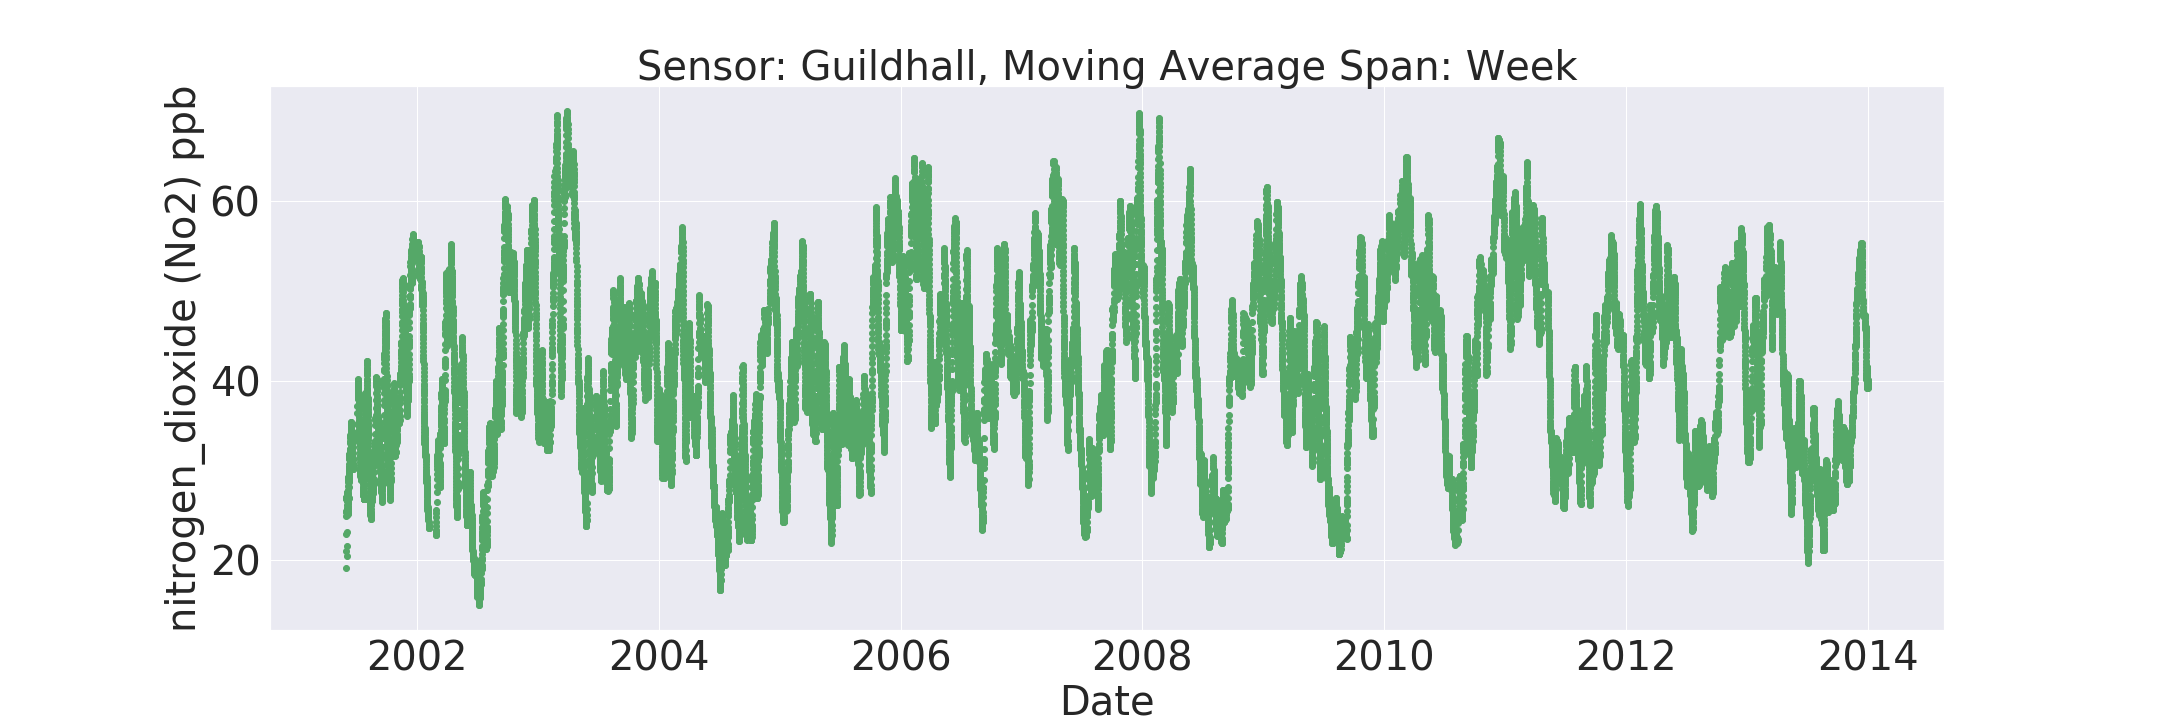 Sensor: Guildhall, Moving Average Span: Week
nitrogen_dioxide (No2) ppb
60
40
20
2002 2004 2006 2008 2010 2012 2014
Date